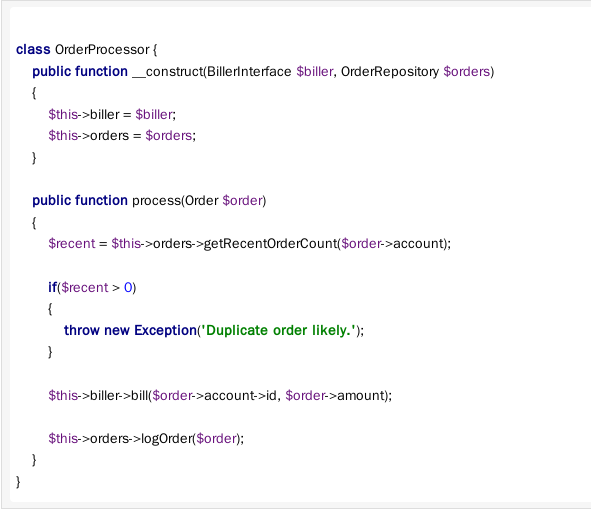 class OrderProcessor {
    public function __construct(BillerInterface $biller, OrderRepository $orders)
    {
        $this->biller = $biller;
        $this->orders = $orders;
    }

    public function process(Order $order)
    {
        $recent = $this->orders->getRecentOrderCount($order->account);

        if($recent > 0)
        {
            throw new Exception('Duplicate order likely.');
        }

        $this->biller->bill($order->account->id, $order->amount);

        $this->orders->logOrder($order);
    }
}